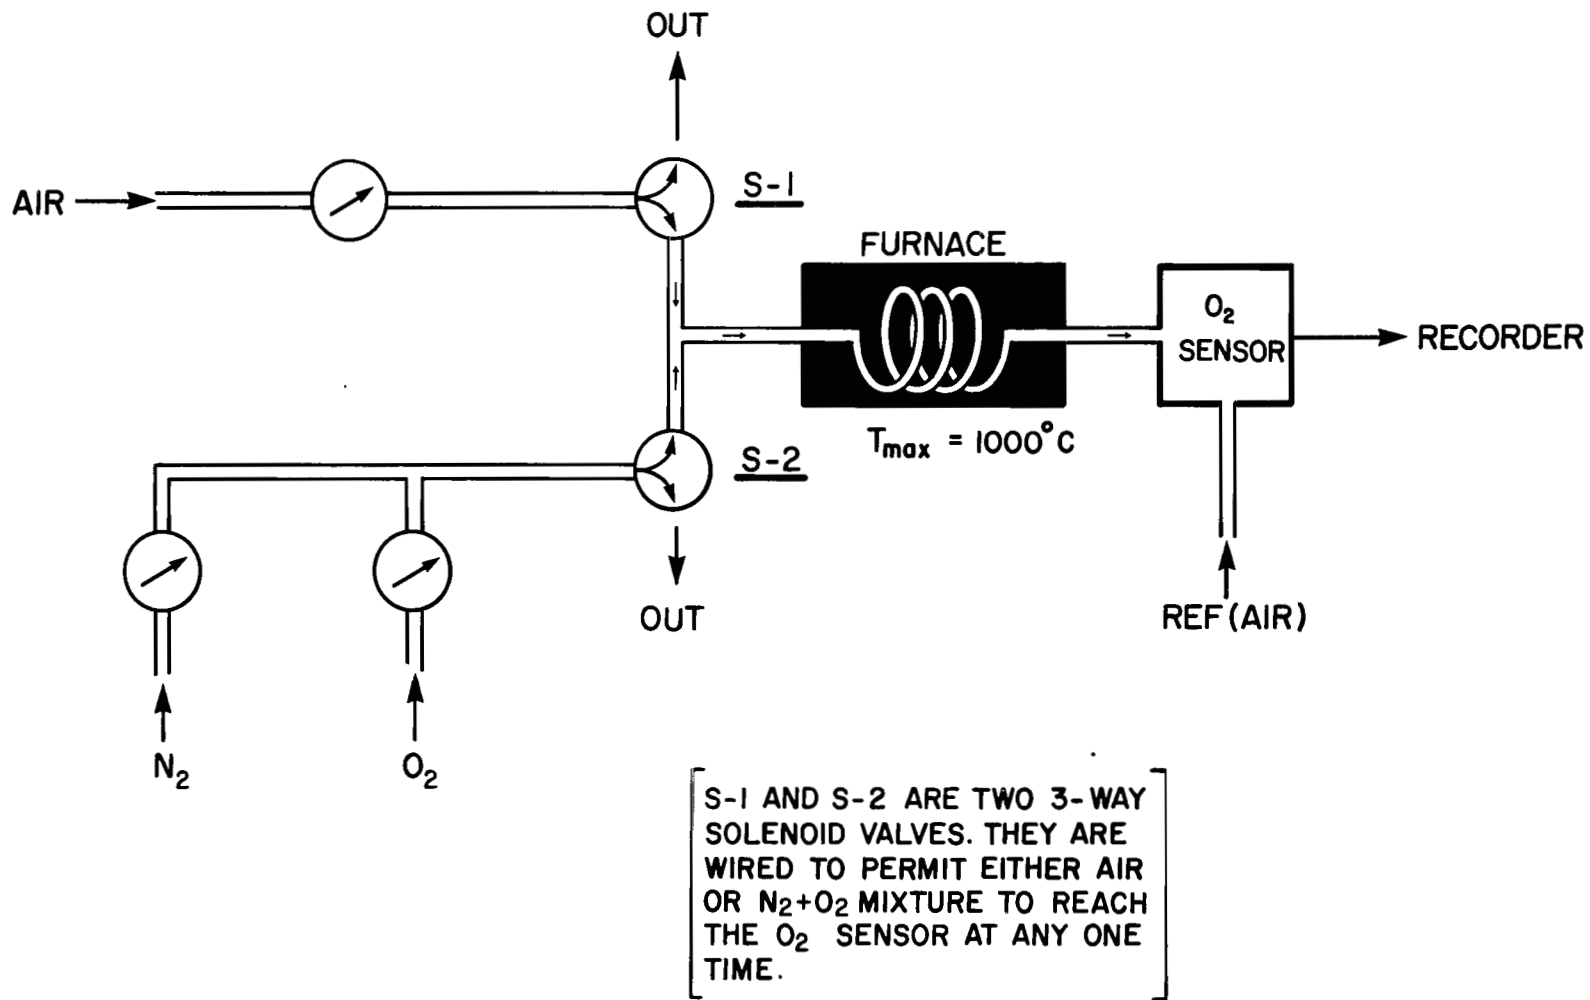 OUT
AIR
S-1
FURNACE
O₂
SENSOR
RECORDER
Tmax = 1000°C
S-2
OUT
REF (AIR)
N₂
O₂
S-1 AND S-2 ARE TWO 3-WAY
SOLENOID VALVES. THEY ARE
WIRED TO PERMIT EITHER AIR
OR N₂+O₂ MIXTURE TO REACH
THE O₂ SENSOR AT ANY ONE
TIME.